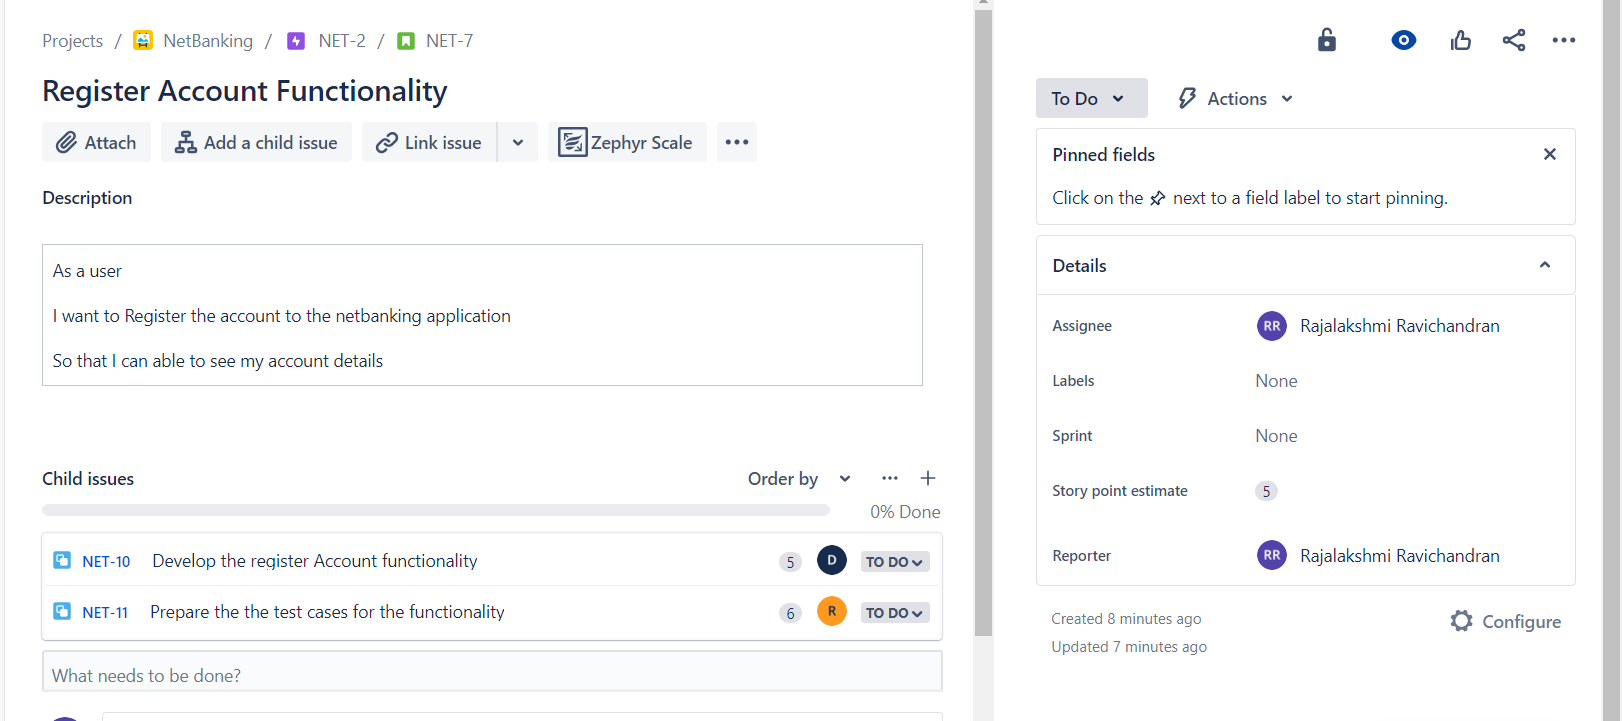 Projects / NetBanking / NET-2 / NET-7
Register Account Functionality
Attach
Add a child issue
Link issue
Zephyr Scale
Description
As a user
I want to Register the account to the netbanking application
So that I can able to see my account details
Child issues
Order by
0% Done
NET-10 Develop the register Account functionality 5 D TO DO
NET-11 Prepare the the test cases for the functionality 6 R TO DO
What needs to be done?
To Do
Actions
Pinned fields
Click on the next to a field label to start pinning.
Details
Assignee RR Rajalakshmi Ravichandran
Labels None
Sprint None
Story point estimate 5
Reporter RR Rajalakshmi Ravichandran
Created 8 minutes ago
Updated 7 minutes ago
Configure